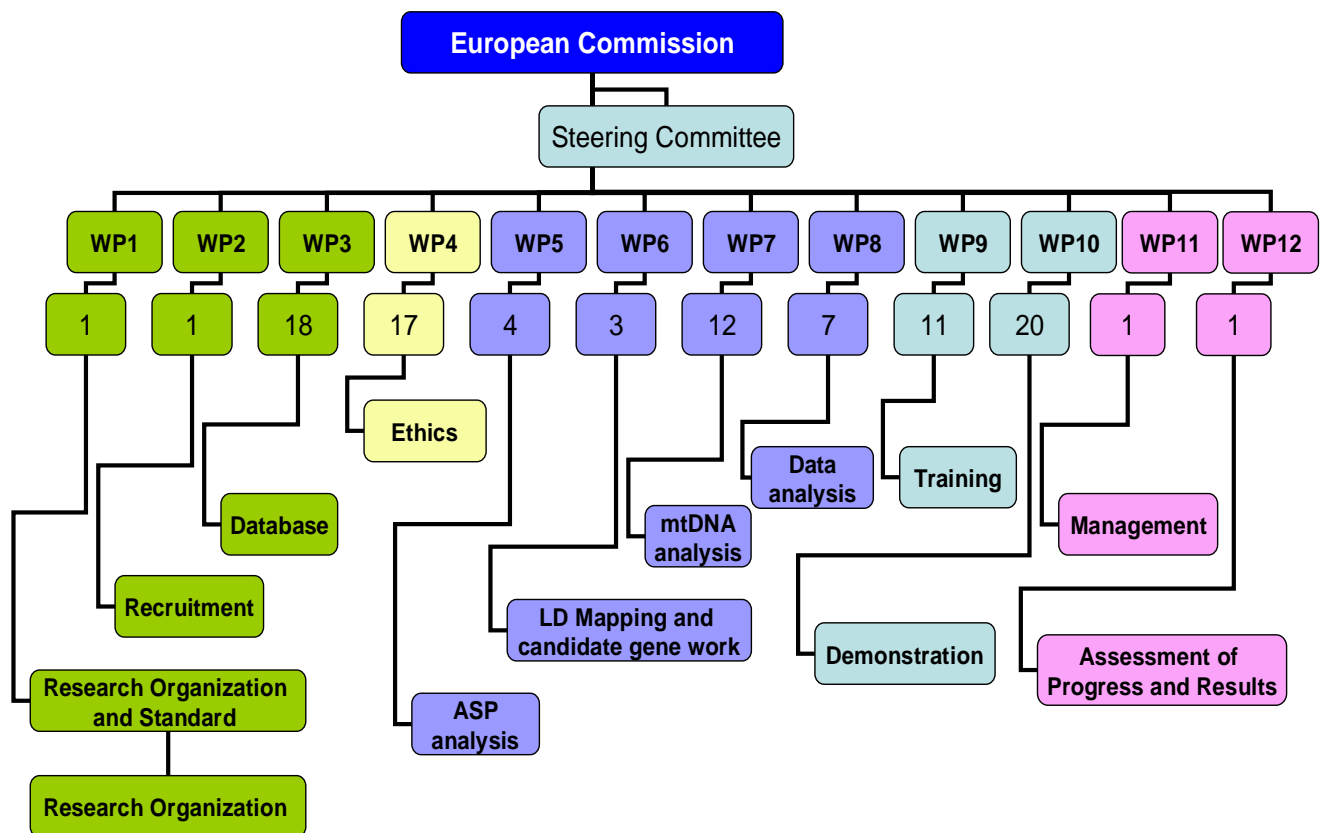 European Commission
Steering Committee
WP1
WP2
WP3
WP4
WP5
WP6
WP7
WP8
WP9
WP10
WP11
WP12
1
1
18
17
4
3
12
7
11
20
1
1
Ethics
Data
analysis
Training
Database
mtDNA
analysis
Management
Recruitment
LD Mapping and
candidate gene work
Demonstration
Assessment of
Progress and Results
Research Organization
and Standard
ASP
analysis
Research Organization